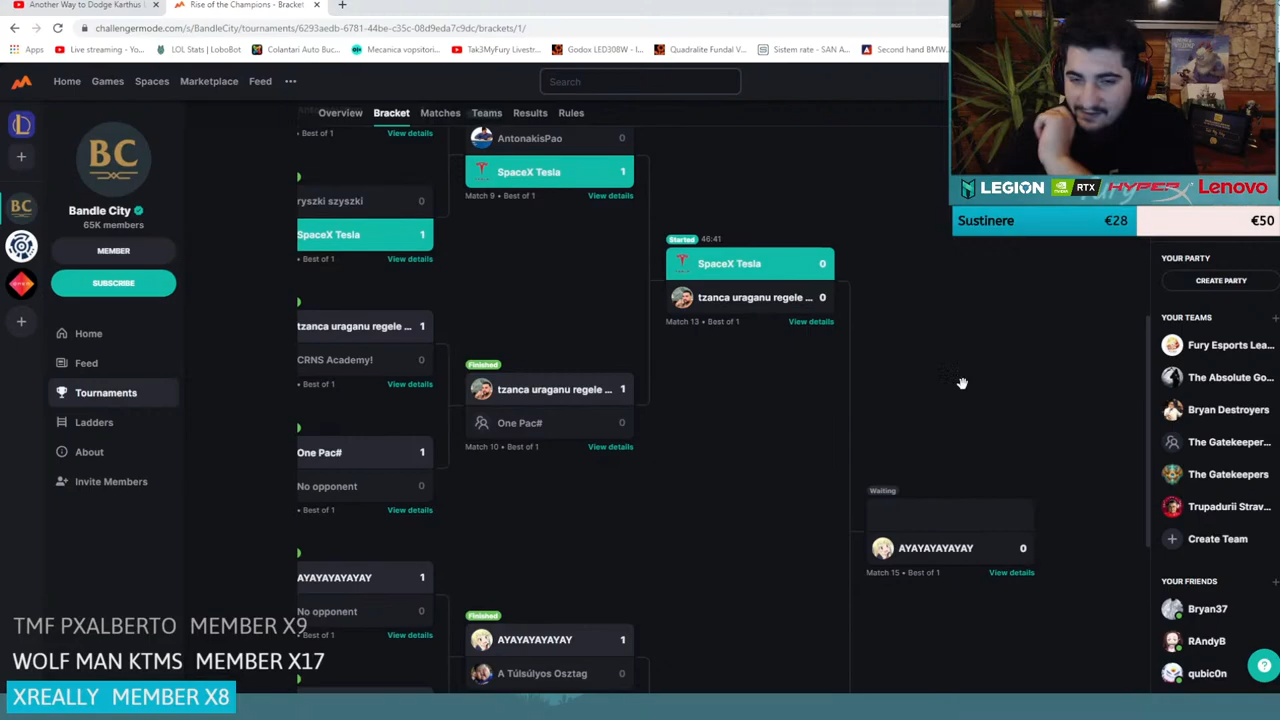 Another Way to Dodge Karthus
Rise of the Champions - Bracket
challengermode.com/s/BandleCity/tournaments/6293aedb-6781-44be-c35c-08d9eda7c9dc/brackets/1/
Apps
Live streaming - Yo...
LOL Stats | LoboBot
Colantari Auto Buc...
Mecanica vopsitori...
Tak3MyFury Livestr...
Godox LED308W - I...
Quadralite Fundal V...
Sistem rate - SAN A...
Second hand BMW...
Home
Games
Spaces
Marketplace
Feed
Search
Overview
Bracket
Matches
Teams
Results
Rules
BC
Bandle City
65K members
MEMBER
SUBSCRIBE
Home
Feed
Tournaments
Ladders
About
Invite Members
• Best of 1 View details
ryszki szyszki 0
SpaceX Tesla 1
• Best of 1 View details
tzanca uraganu regele ... 1
CRNS Academy! 0
• Best of 1 View details
One Pac# 1
No opponent 0
• Best of 1 View details
AYAYAYAYAYAY 1
No opponent 0
• Best of 1 View details
AntonakisPao 0
SpaceX Tesla 1
Match 9 • Best of 1 View details
Finished
tzanca uraganu regele ... 1
One Pac# 0
Match 10 • Best of 1 View details
Finished
AYAYAYAYAYAY 1
A Túlsúlyos Osztag 0
Started 46:41
SpaceX Tesla 0
tzanca uraganu regele ... 0
Match 13 • Best of 1 View details
Waiting
AYAYAYAYAYAY 0
Match 15 • Best of 1 View details
LEGION
NVIDIA
RTX
HYPERX
Lenovo
Sustinere €28
€50
YOUR PARTY
CREATE PARTY
YOUR TEAMS
Fury Esports Lea...
The Absolute Go...
Bryan Destroyers
The Gatekeeper...
The Gatekeepers
Trupadurii Strav...
Create Team
YOUR FRIENDS
Bryan37
RAndyB
qubic0n
TMF PXALBERTO MEMBER X9
WOLF MAN KTMS MEMBER X17
XREALLY MEMBER X8